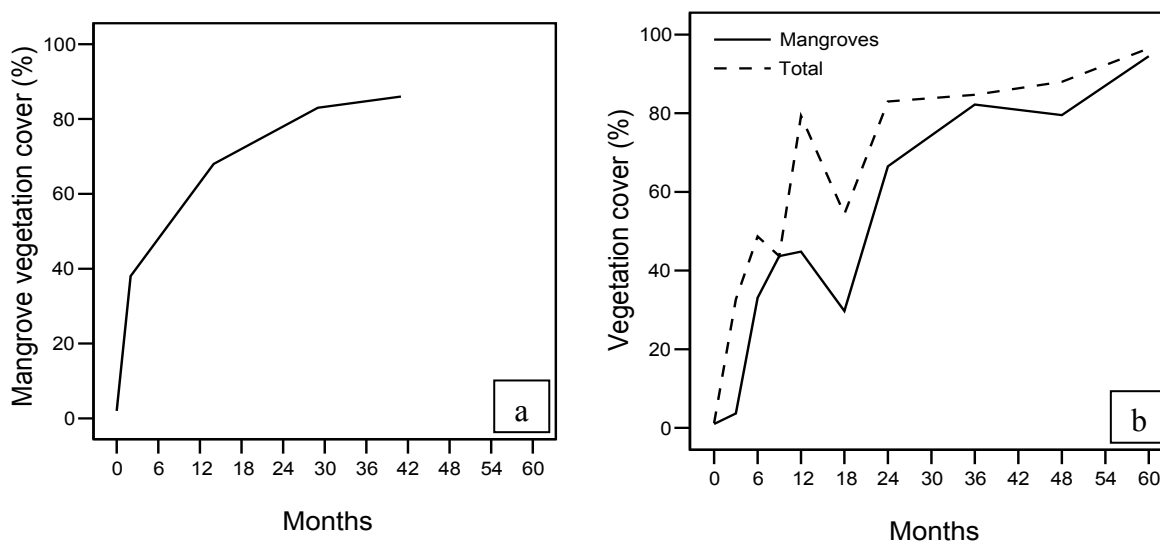 Mangrove vegetation cover (%)
100
80
60
40
20
0
0 6 12 18 24 30 36 42 48 54 60
Months
a
Vegetation cover (%)
Mangroves
Total
100
80
60
40
20
0
0 6 12 18 24 30 36 42 48 54 60
Months
b